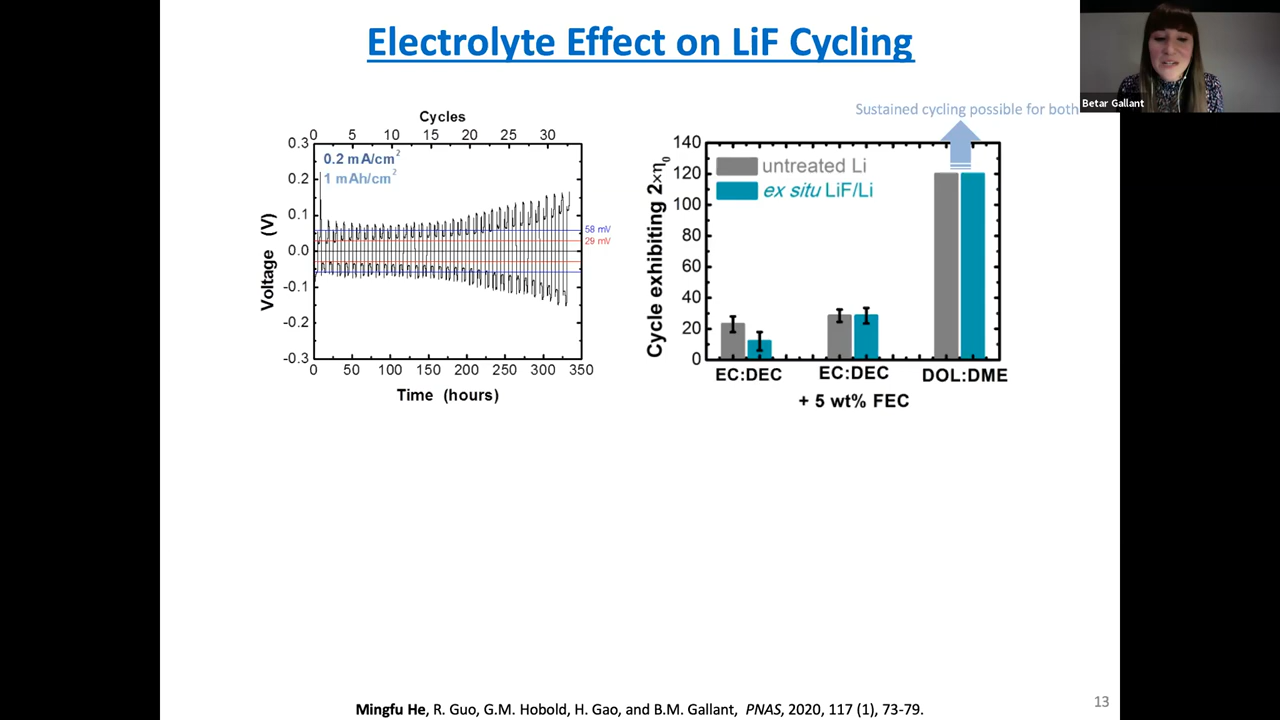 Electrolyte Effect on LiF Cycling
Betar Gallant
Sustained cycling possible for both
Cycles
0 5 10 15 20 25 30
0.3
0.2
0.1
0.0
-0.1
-0.2
-0.3
Voltage (V)
0.2 mA/cm²
1 mAh/cm²
58 mV
29 mV
0 50 100 150 200 250 300 350
Time (hours)
140
120
100
80
60
40
20
0
Cycle exhibiting 2×η₀
untreated Li
ex situ LiF/Li
EC:DEC EC:DEC DOL:DME
+ 5 wt% FEC
13
Mingfu He, R. Guo, G.M. Hobold, H. Gao, and B.M. Gallant, PNAS, 2020, 117 (1), 73-79.